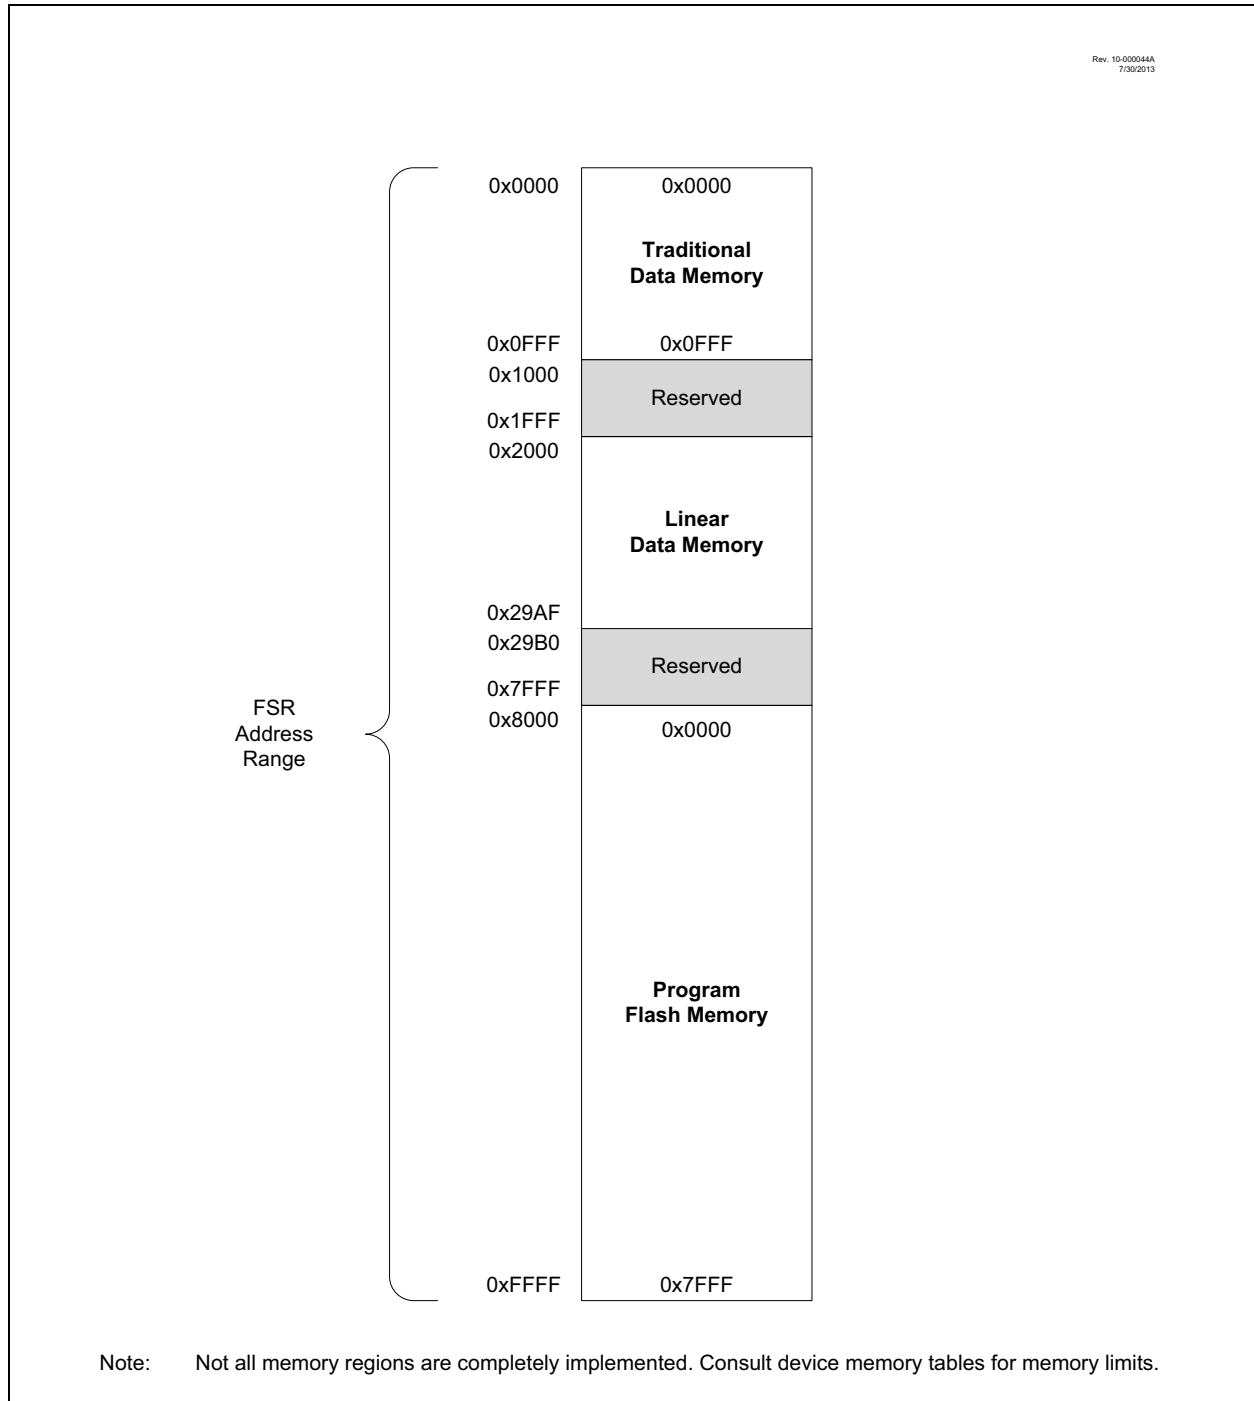 Rev. 10-000044A
7/30/2013
0x0000 0x0000
Traditional
Data Memory
0x0FFF 0x0FFF
0x1000
Reserved
0x1FFF
0x2000
Linear
Data Memory
0x29AF
0x29B0
Reserved
0x7FFF
FSR
Address
Range
0x8000 0x0000
Program
Flash Memory
0xFFFF 0x7FFF
Note: Not all memory regions are completely implemented. Consult device memory tables for memory limits.